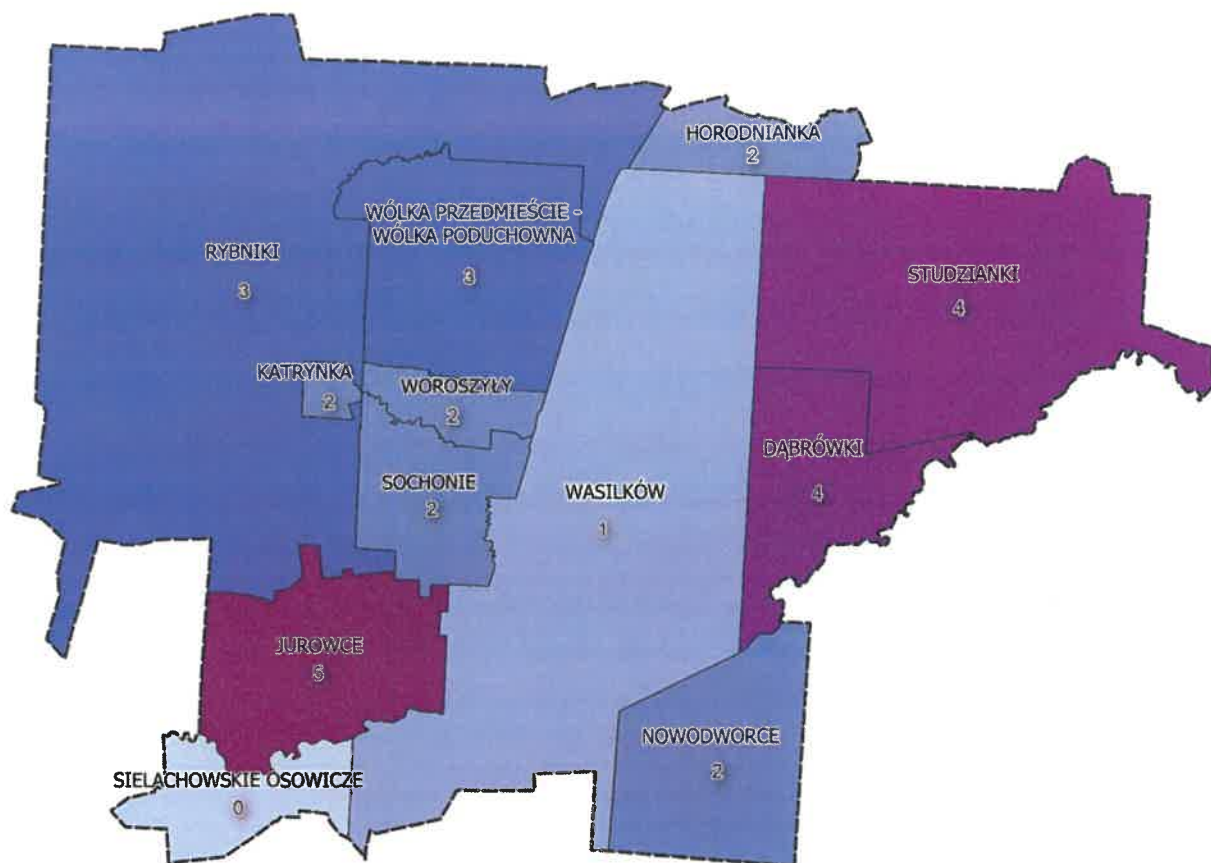 HORODNIANKA
2
WÓLKA PRZEDMIEŚCIE -
WÓLKA PODUCHOWNA
3
RYBNIKI
3
STUDZIANKI
4
KATRYNKA
2
WOROSZYŁY
2
DĄBRÓWKI
4
SOCHONIE
2
WASILKÓW
1
JUROWCE
5
NOWODWORCE
2
SIELACHOWSKIE OSOWICZE
0